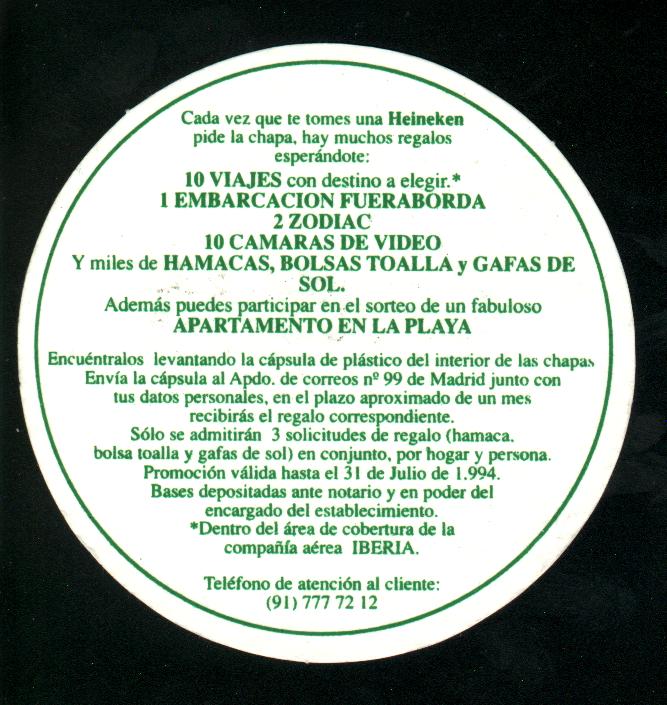 Cada vez que te tomes una Heineken
pide la chapa, hay muchos regalos
esperándote:
10 VIAJES con destino a elegir.*
1 EMBARCACION FUERABORDA
2 ZODIAC
10 CAMARAS DE VIDEO
Y miles de HAMACAS, BOLSAS TOALLA y GAFAS DE
SOL.
Además puedes participar en el sorteo de un fabuloso
APARTAMENTO EN LA PLAYA
Encuéntralos levantando la cápsula de plástico del interior de las chapas
Envía la cápsula al Apdo. de correos nº 99 de Madrid junto con
tus datos personales, en el plazo aproximado de un mes
recibirás el regalo correspondiente.
Sólo se admitirán 3 solicitudes de regalo (hamaca.
bolsa toalla y gafas de sol) en conjunto, por hogar y persona.
Promoción válida hasta el 31 de Julio de 1.994.
Bases depositadas ante notario y en poder del
encargado del establecimiento.
*Dentro del área de cobertura de la
compañía aérea IBERIA.
Teléfono de atención al cliente:
(91) 777 72 12